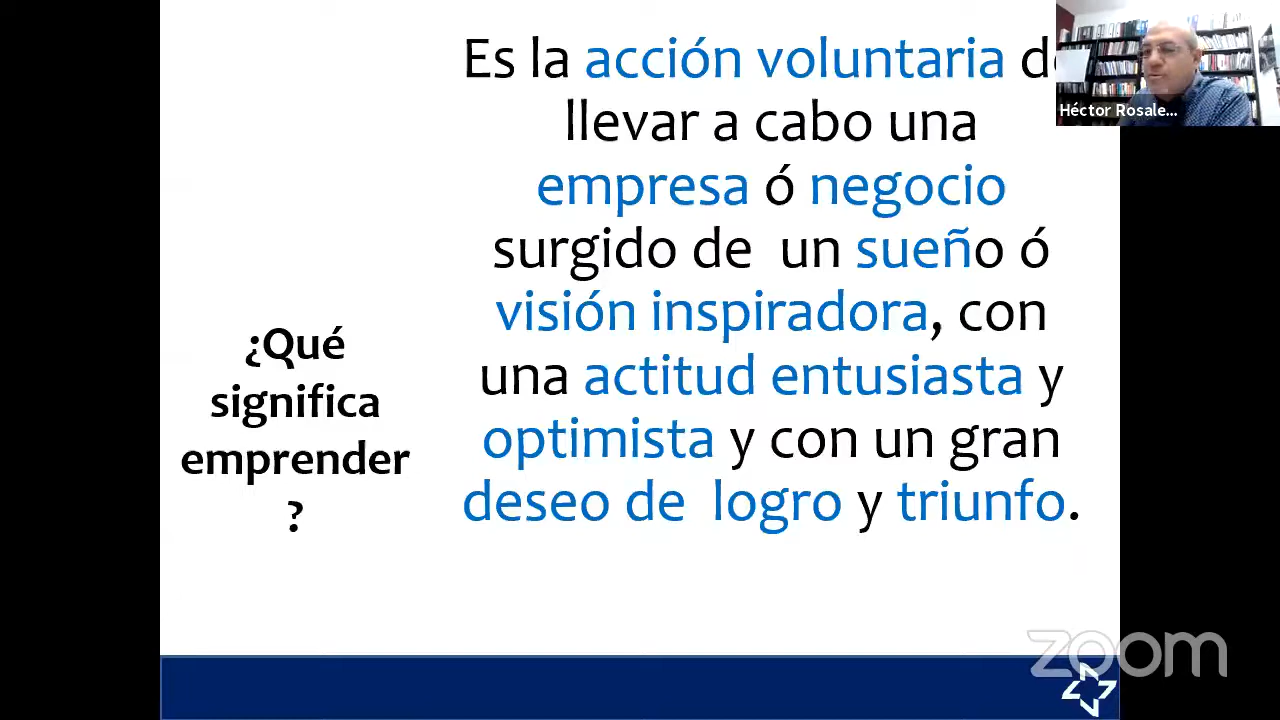 ¿Qué
significa
emprender
?
Es la acción voluntaria de
llevar a cabo una
empresa ó negocio
surgido de un sueño ó
visión inspiradora, con
una actitud entusiasta y
optimista y con un gran
deseo de logro y triunfo.
Héctor Rosale...
zoom